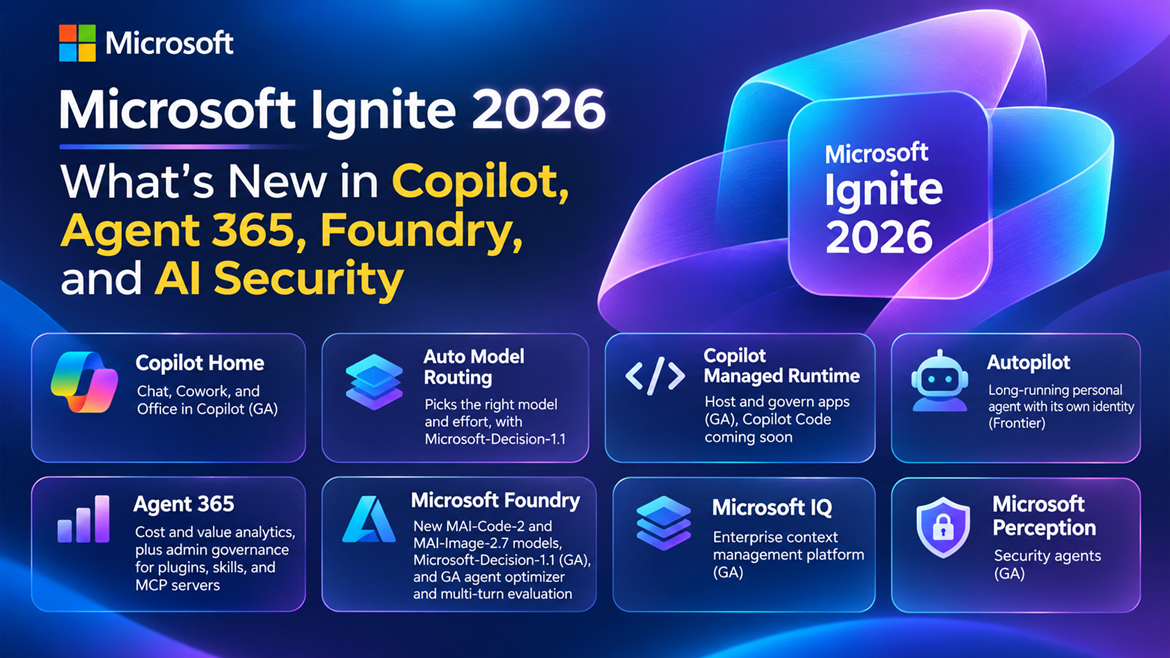 Microsoft
Microsoft Ignite 2026
What's New in Copilot,
Agent 365, Foundry,
and AI Security
Microsoft
Ignite
2026
Copilot Home
Chat, Cowork, and
Office in Copilot (GA)
Auto Model
Routing
Picks the right model
and effort, with
Microsoft-Decision-1.1
</>
Copilot
Managed Runtime
Host and govern apps
(GA), Copilot Code
coming soon
Autopilot
Long-running personal
agent with its own identity
(Frontier)
Agent 365
Cost and value analytics,
plus admin governance
for plugins, skills, and
MCP servers
Microsoft Foundry
New MAI-Code-2 and
MAI-Image-2.7 models,
Microsoft-Decision-1.1 (GA),
and GA agent optimizer
and multi-turn evaluation
Microsoft IQ
Enterprise context
management platform
(GA)
Microsoft
Perception
Security agents
(GA)